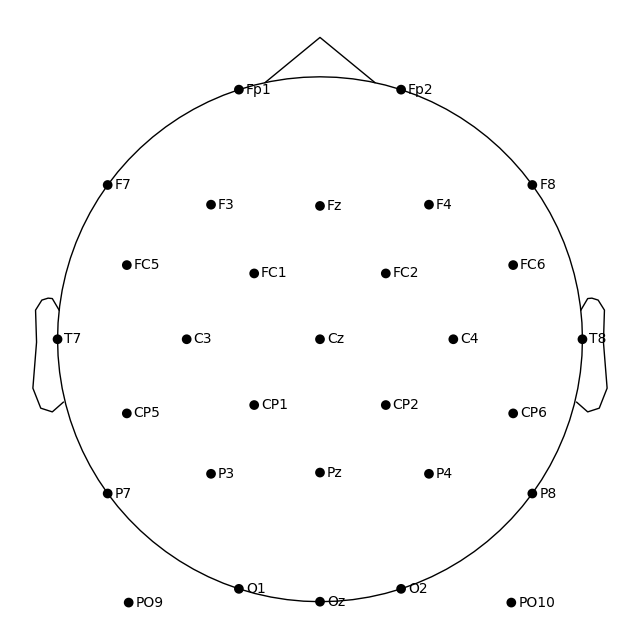 Fp1 Fp2
F7 F8
F3 Fz F4
FC5 FC6
FC1 FC2
T7 C3 Cz C4 T8
CP1 CP2
CP5 CP6
P3 Pz P4
P7 P8
O1 O2
PO9 Oz PO10